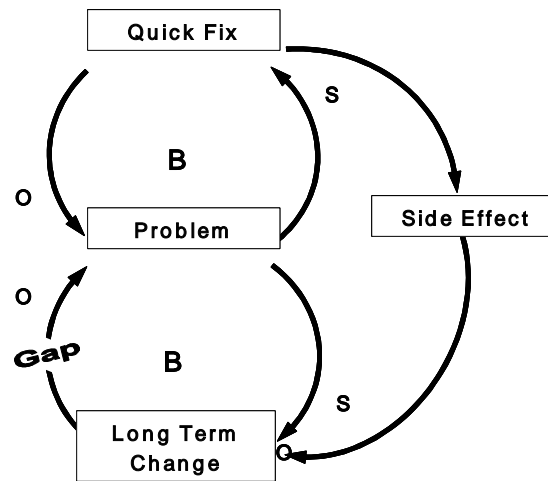 Quick Fix
S
B
O
Problem
Side Effect
O
Gap
B
S
Long Term
Change
O